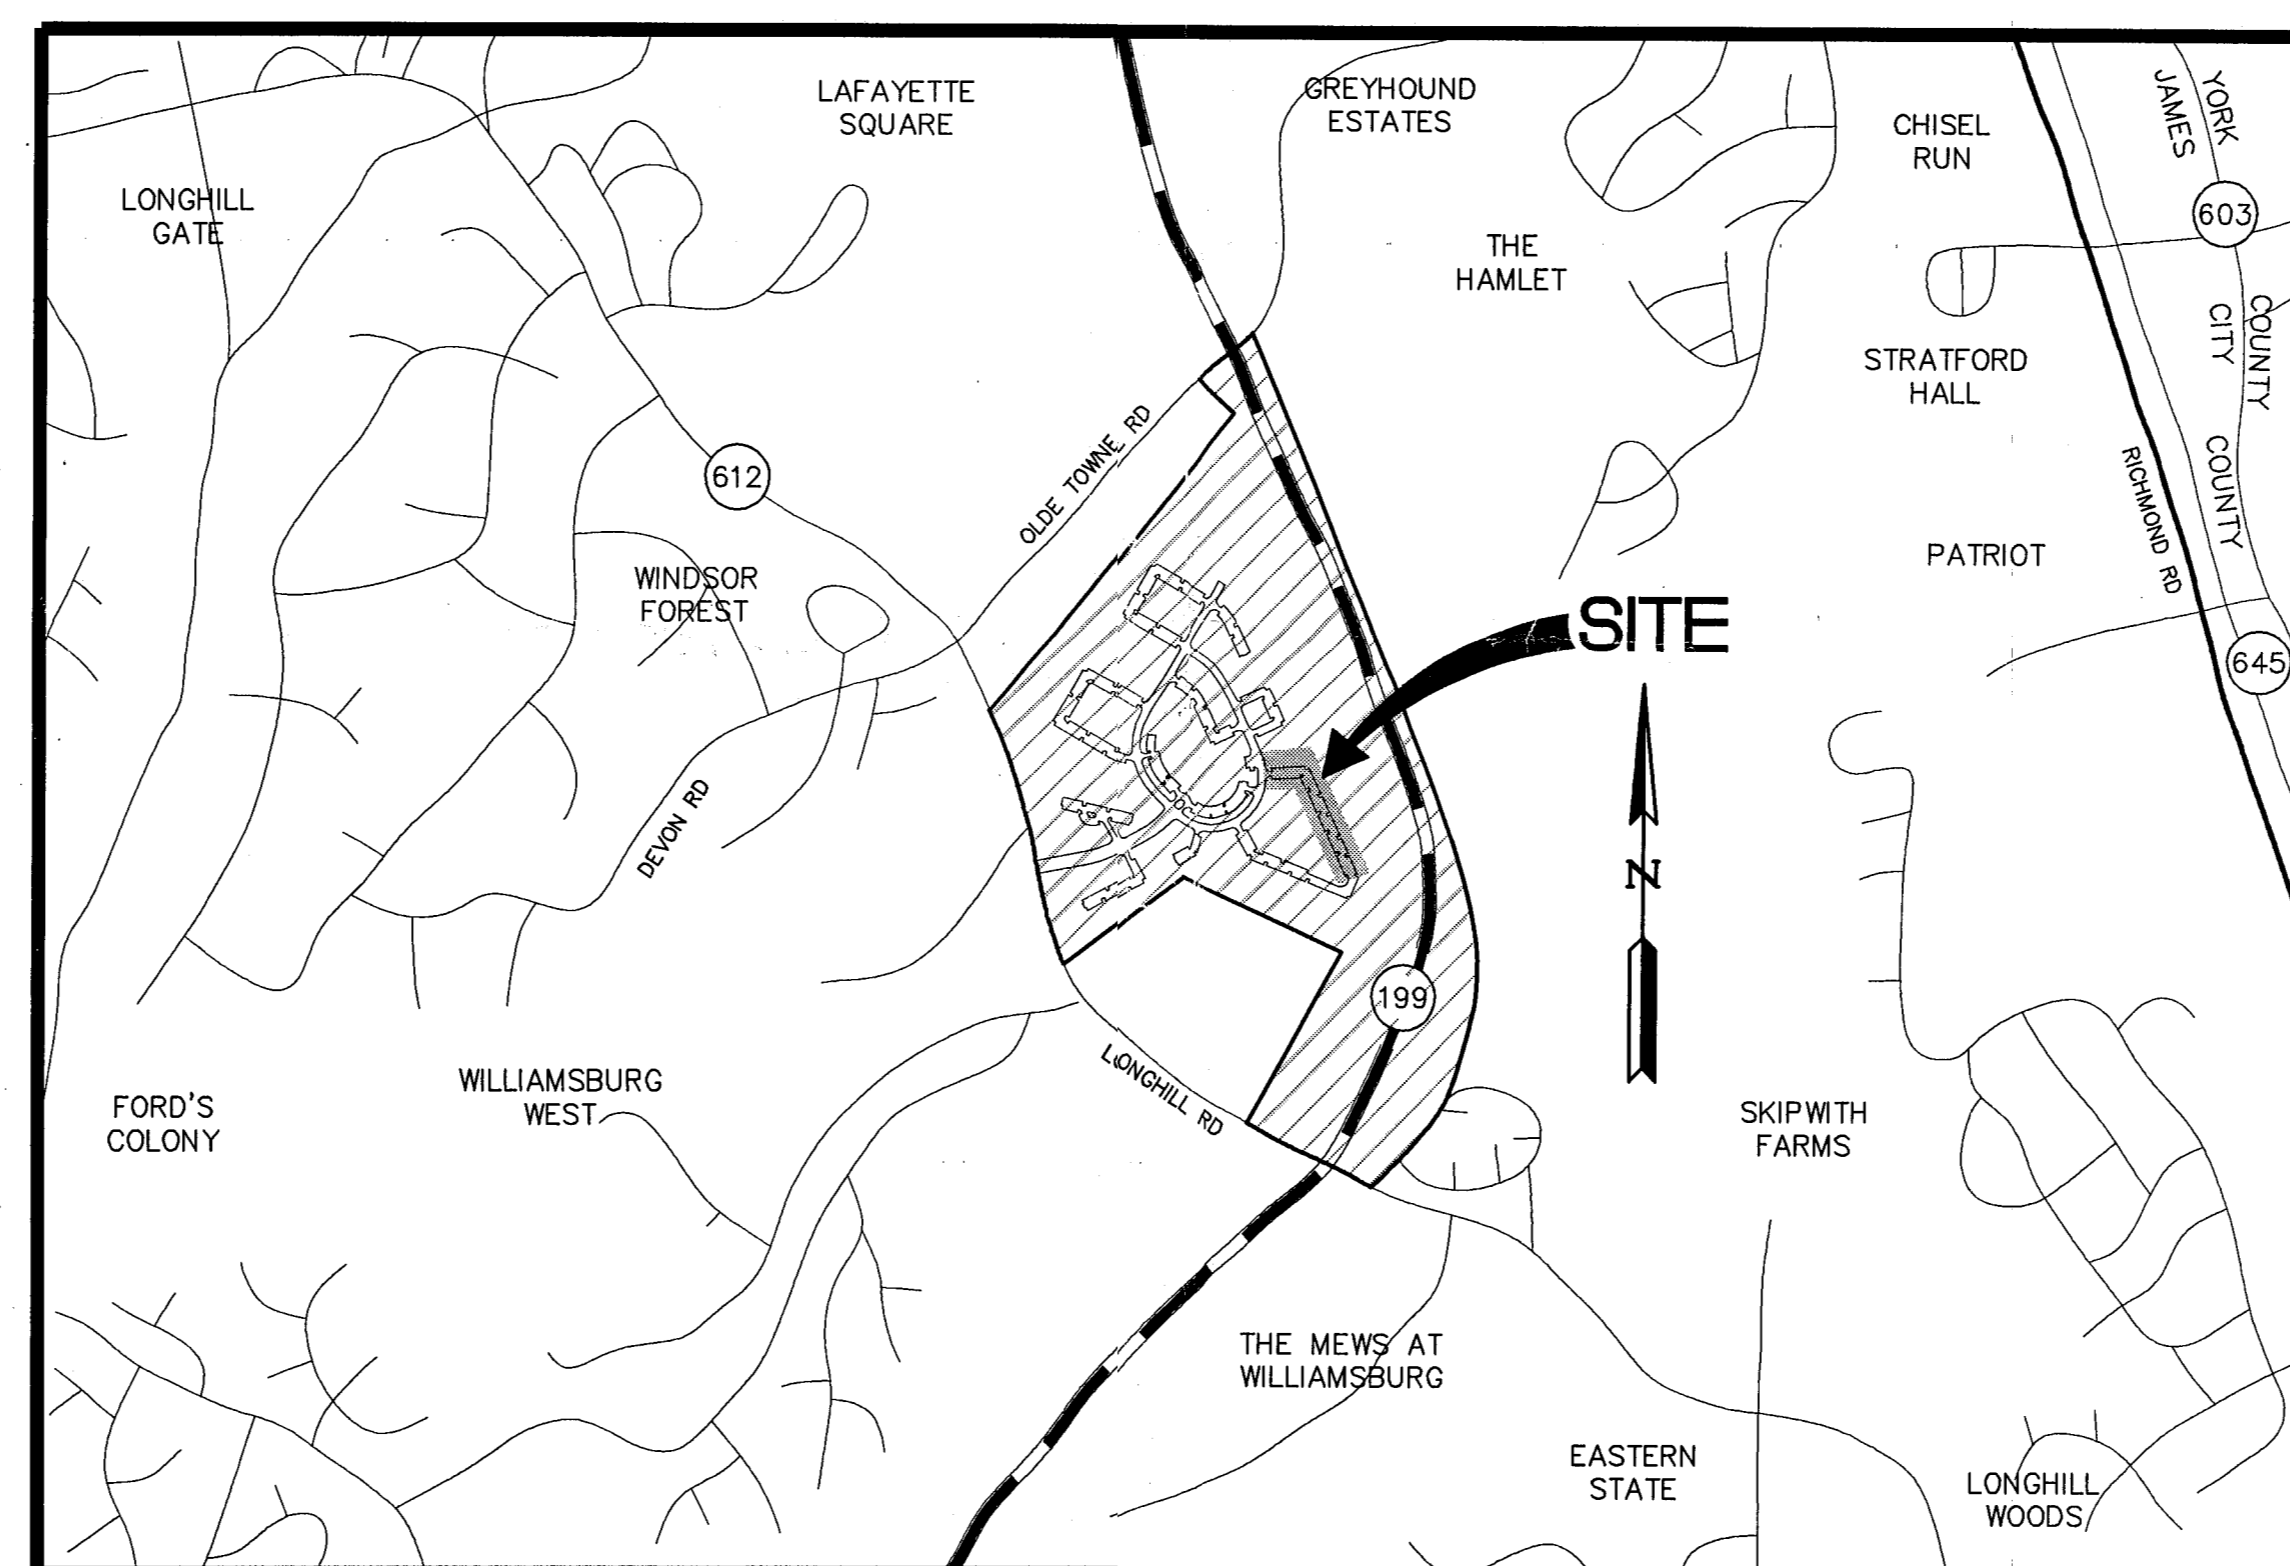 LAFAYETTE
SQUARE
GREYHOUND
ESTATES
CHISEL
RUN
YORK
JAMES
603
LONGHILL
GATE
THE
HAMLET
COUNTY
CITY
STRATFORD
HALL
OLDE TOWNE RD
612
COUNTY
RICHMOND RD
PATRIOT
WINDSOR
FOREST
SITE
645
DEVON RD
N
199
LONGHILL RD
WILLIAMSBURG
WEST
FORD'S
COLONY
SKIPWITH
FARMS
THE MEWS AT
WILLIAMSBURG
EASTERN
STATE
LONGHILL
WOODS